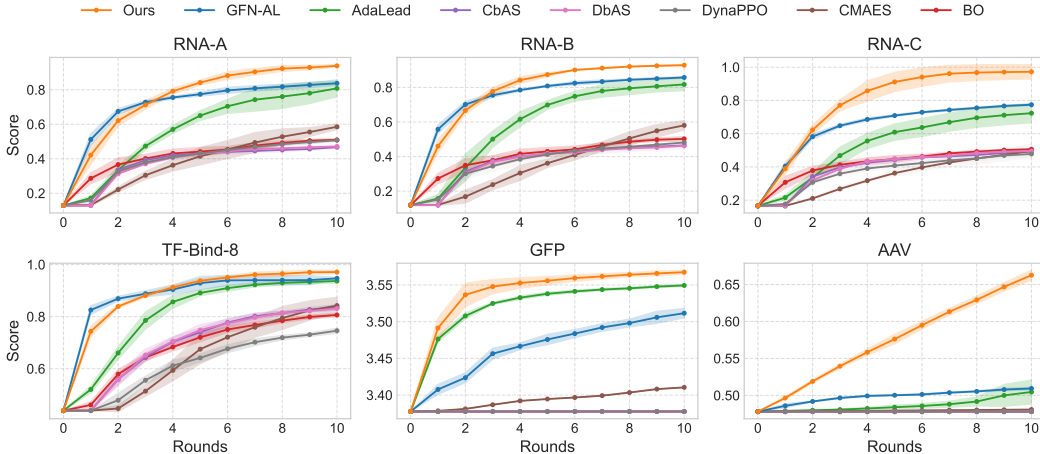 Ours GFN-AL AdaLead CbAS DbAS DynaPPO CMAES BO
RNA-A RNA-B RNA-C
Score
0.8
0.6
0.4
0.2
0 2 4 6 8 10
0.8
0.6
0.4
0.2
0 2 4 6 8 10
1.0
0.8
0.6
0.4
0.2
0 2 4 6 8 10
TF-Bind-8 GFP AAV
Score
1.0
0.8
0.6
0 2 4 6 8 10
Rounds
3.55
3.50
3.45
3.40
0 2 4 6 8 10
Rounds
0.65
0.60
0.55
0.50
0 2 4 6 8 10
Rounds